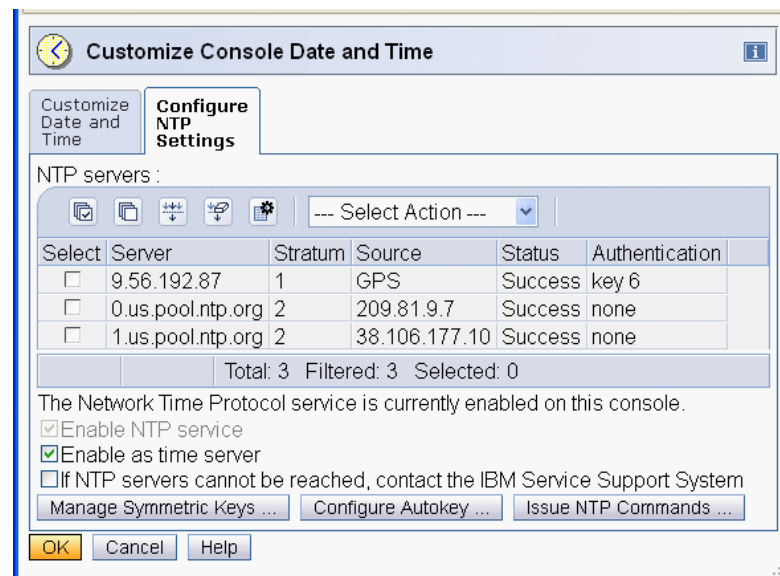 Customize Console Date and Time
i
Customize
Date and
Time
Configure
NTP
Settings
NTP servers :
--- Select Action ---
Select Server Stratum Source Status Authentication
9.56.192.87 1 GPS Success key 6
0.us.pool.ntp.org 2 209.81.9.7 Success none
1.us.pool.ntp.org 2 38.106.177.10 Success none
Total: 3 Filtered: 3 Selected: 0
The Network Time Protocol service is currently enabled on this console.
Enable NTP service
Enable as time server
If NTP servers cannot be reached, contact the IBM Service Support System
Manage Symmetric Keys ... Configure Autokey ... Issue NTP Commands ...
OK Cancel Help